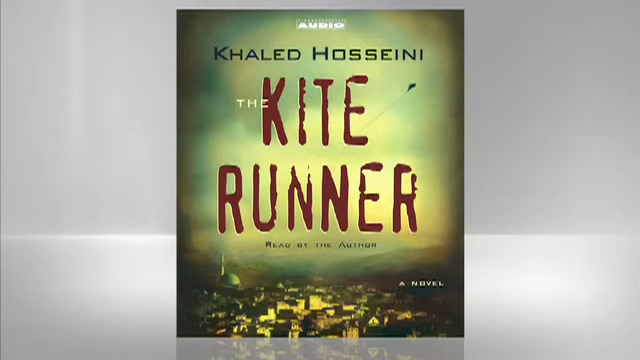 AUDIO
KHALED HOSSEINI
THE
KITE
RUNNER
READ BY THE AUTHOR
A NOVEL